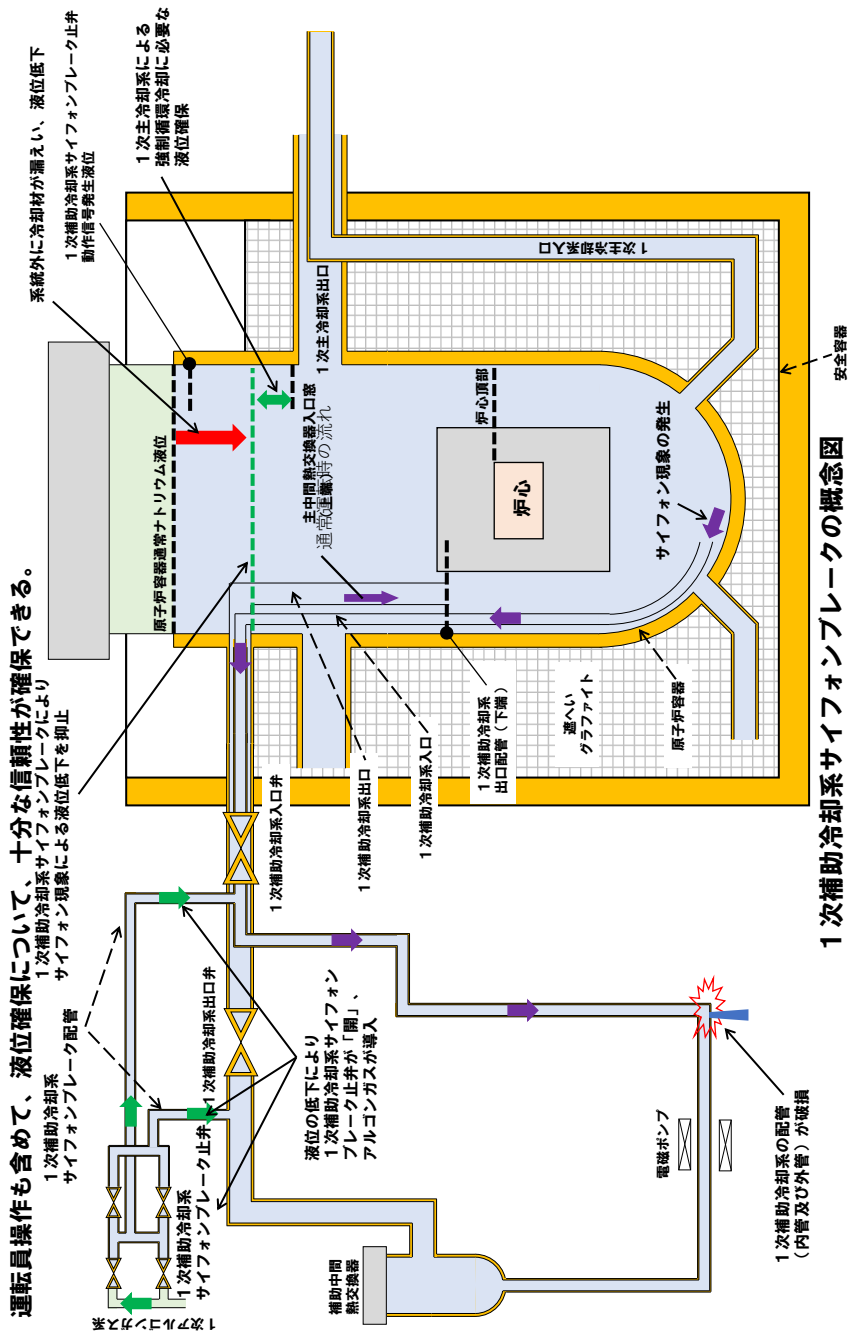 運転員操作も含めて、液位確保について、十分な信頼性が確保できる。
1次補助冷却系サイフォンブレークにより
サイフォン現象による液位低下を抑止
系統外に冷却材が漏えい、液位低下
1次補助冷却系サイフォンブレーク止弁
動作信号発生液位
1次主冷却系による
強制循環冷却に必要な
液位確保
1次補助冷却系
サイフォンブレーク配管
1次アルゴンガス系
1次補助冷却系
サイフォンブレーク止弁
1次補助冷却系出口弁
1次補助冷却系入口弁
液位の低下により
1次補助冷却系サイフォン
ブレーク止弁が「開」、
アルゴンガスが導入
原子炉容器通常ナトリウム液位
主中間熱交換器入口窓
(上端)
通常運転時の流れ
1次主冷却系出口
1次主冷却系入口
1次補助冷却系出口
1次補助冷却系入口
1次補助冷却系
出口配管(下端)
炉心頂部
炉心
サイフォン現象の発生
遮へい
グラファイト
原子炉容器
安全容器
補助中間
熱交換器
電磁ポンプ
1次補助冷却系の配管
(内管及び外管)が破損
1次補助冷却系サイフォンブレークの概念図